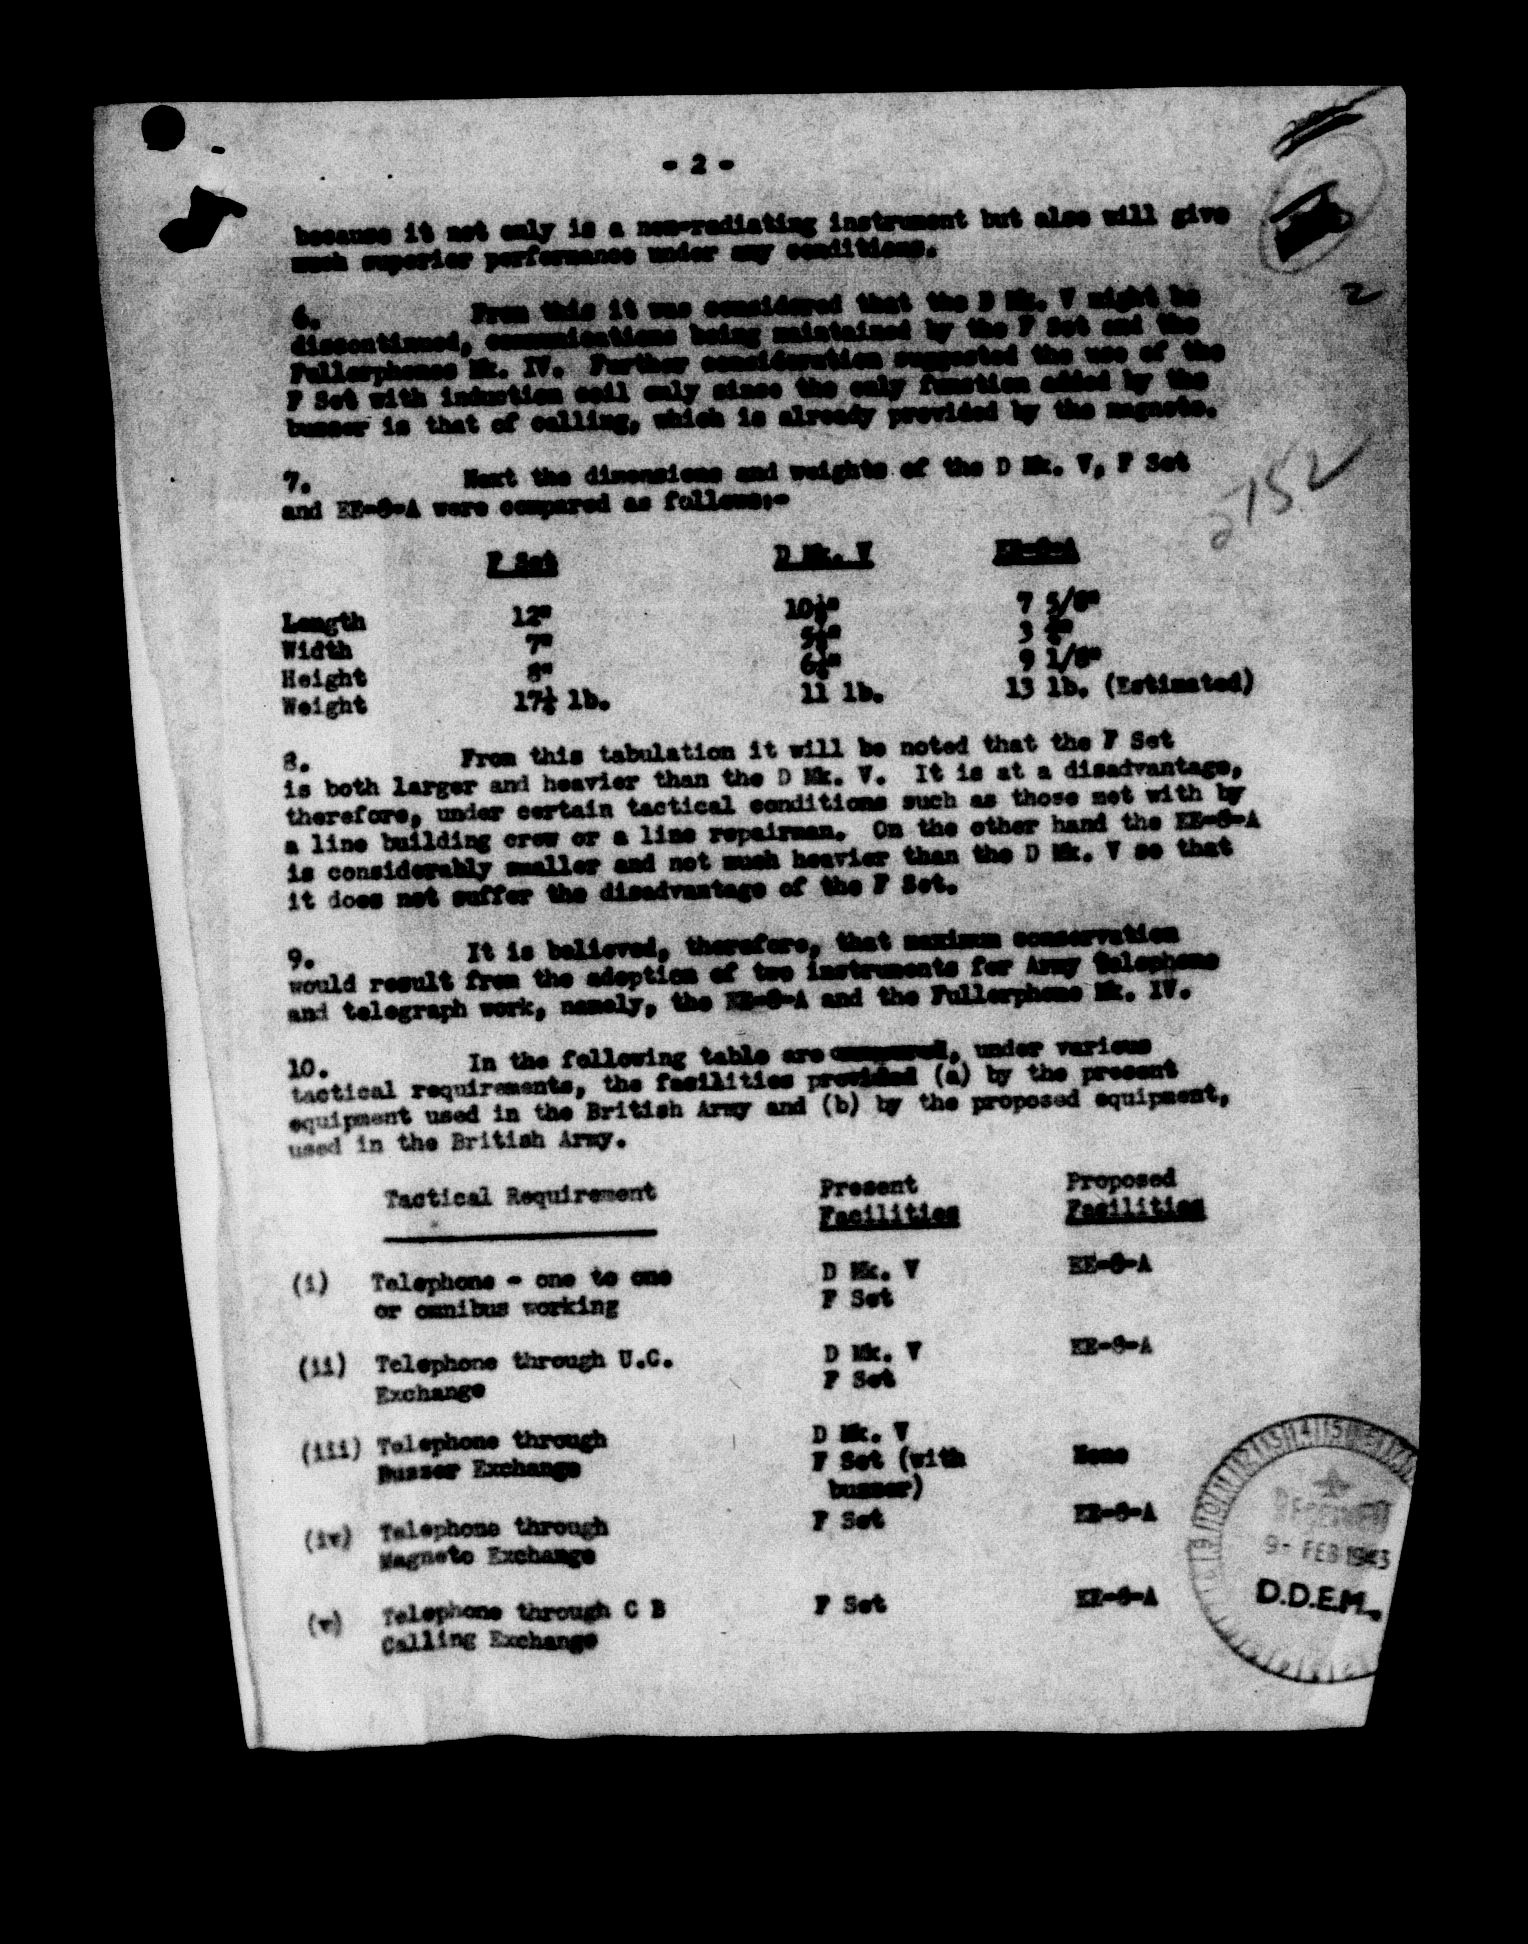 - 2 -
because it not only is a non-radiating instrument but also will give
much superior performance under any conditions.
2
6. From this it was considered that the D Mk. V might be
discontinued, communications being maintained by the F Set and the
Fullerphones Mk. IV. Further consideration suggested the use of the
F Set with induction coil only since the only function added by the
buzzer is that of calling, which is already provided by the magneto.
7. Next the dimensions and weights of the D Mk. V, F Set
and EE-8-A were compared as follows:-
2752
F Set D Mk. V EE-8-A
Length 12" 10½" 7 5/8"
Width 7" 3
Height 8" 9 1/8"
Weight lb. 11 lb. 13 lb. (Estimated)
8. From this tabulation it will be noted that the F Set
is both larger and heavier than the D Mk. V. It is at a disadvantage,
therefore, under certain tactical conditions such as those met with by
a line building crew or a line repairman. On the other hand the EE-8-A
is considerably smaller and not much heavier than the D Mk. V so that
it does not suffer the disadvantage of the F Set.
9. It is believed, therefore, that maximum conservation
would result from the adoption of two instruments for Army telephone
and telegraph work, namely, the EE-8-A and the Fullerphone Mk. IV.
10. In the following table are compared, under various
tactical requirements, the facilities provided (a) by the present
equipment used in the British Army and (b) by the proposed equipment,
used in the British Army.
Tactical Requirement Present Facilities Proposed Facilities
(i) Telephone - one to one D Mk. V EE-8-A
or omnibus working F Set
(ii) Telephone through U.C. D Mk. V EE-8-A
Exchange F Set
(iii) Telephone through D Mk. V
Buzzer Exchange F Set (with None
buzzer)
(iv) Telephone through F Set EE-8-A
Magneto Exchange
(v) Telephone through C B F Set EE-8-A
Calling Exchange
RECEIVED
9- FEB 1943
D.D.E.M.